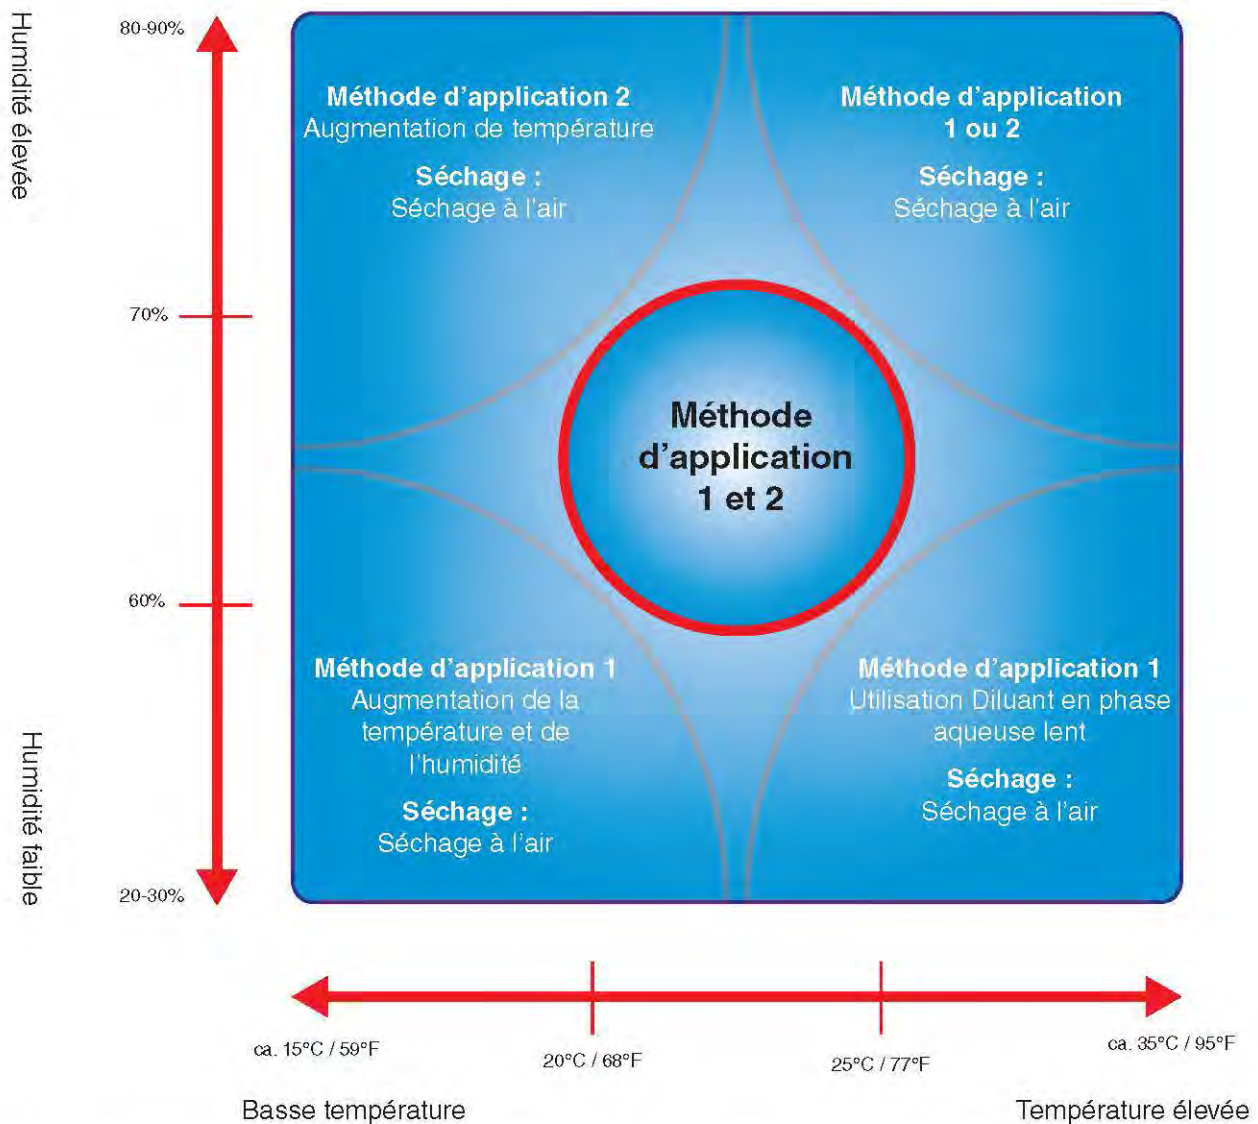 Humidité élevée
80-90%
70%
60%
20-30%
Humidité faible
Méthode d'application 2
Augmentation de température
Séchage :
Séchage à l'air
Méthode d'application
1 ou 2
Séchage :
Séchage à l'air
Méthode
d'application
1 et 2
Méthode d'application 1
Augmentation de la
température et de
l'humidité
Séchage :
Séchage à l'air
Méthode d'application 1
Utilisation Diluant en phase
aqueuse lent
Séchage :
Séchage à l'air
ca. 15°C / 59°F
20°C / 68°F
25°C / 77°F
ca. 35°C / 95°F
Basse température
Température élevée